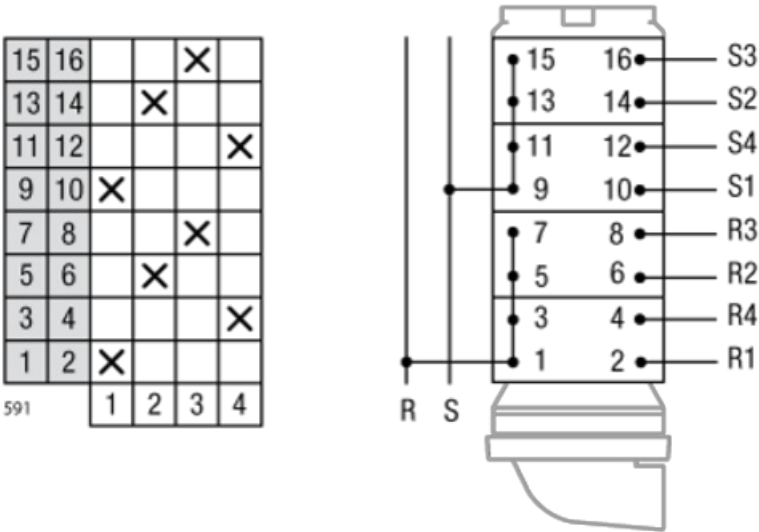 15 16 15 16 S3
13 14 13 14 S2
11 12 11 12 S4
9 10 9 10 S1
7 8 7 8 R3
5 6 5 6 R2
3 4 3 4 R4
1 2 1 2 R1
591 1 2 3 4 R S